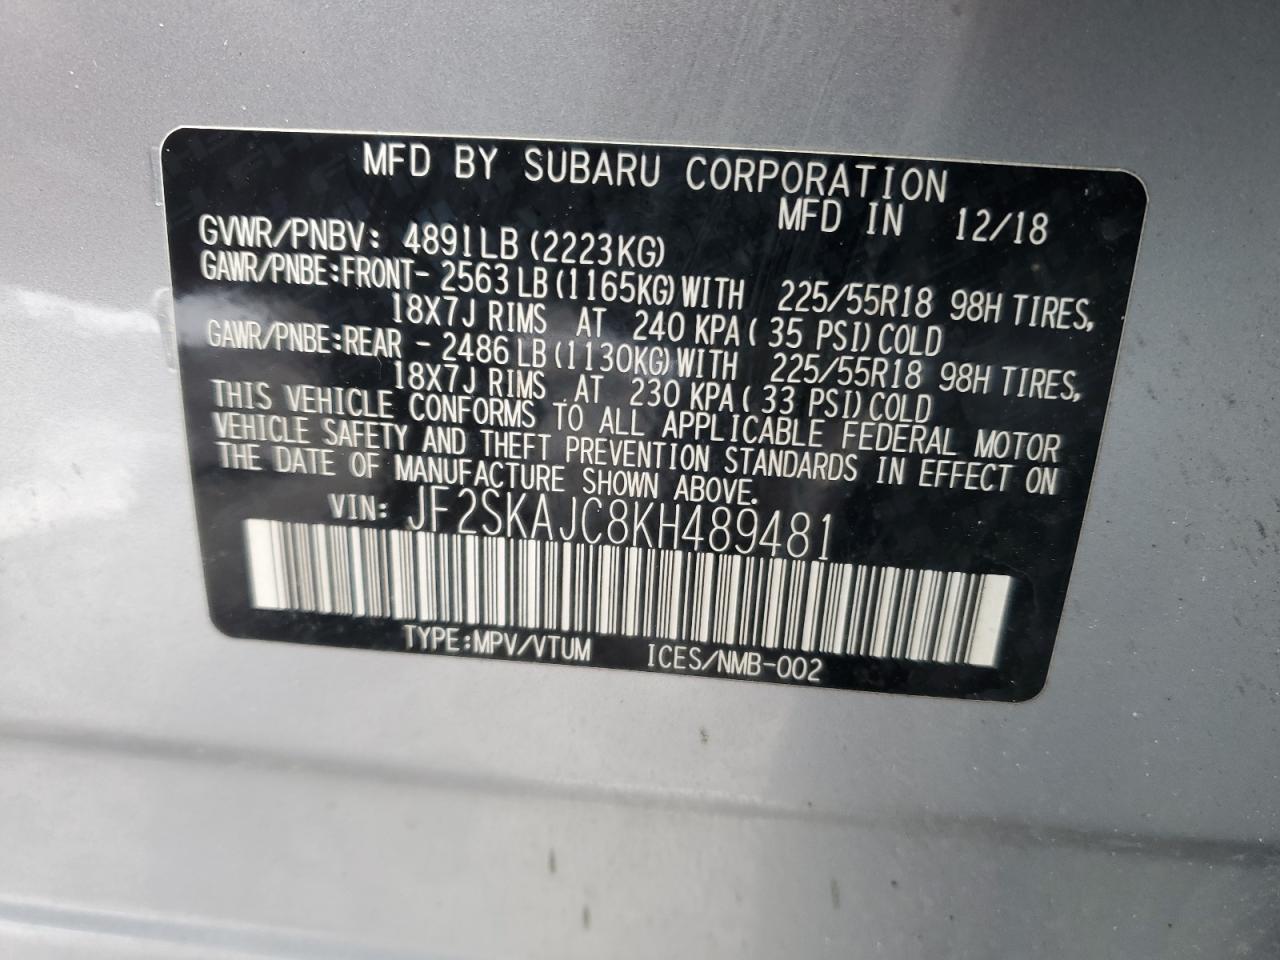 MFD BY SUBARU CORPORATION
MFD IN 12/18
GVWR/PNBV: 4891LB (2223KG)
GAWR/PNBE:FRONT- 2563 LB (1165KG) WITH 225/55R18 98H TIRES,
18X7J RIMS AT 240 KPA ( 35 PSI) COLD
GAWR/PNBE:REAR - 2486 LB (1130KG) WITH 225/55R18 98H TIRES,
18X7J RIMS AT 230 KPA ( 33 PSI) COLD
THIS VEHICLE CONFORMS TO ALL APPLICABLE FEDERAL MOTOR
VEHICLE SAFETY AND THEFT PREVENTION STANDARDS IN EFFECT ON
THE DATE OF MANUFACTURE SHOWN ABOVE.
VIN: JF2SKAJC8KH489481
TYPE:MPV/VTUM ICES/NMB-002